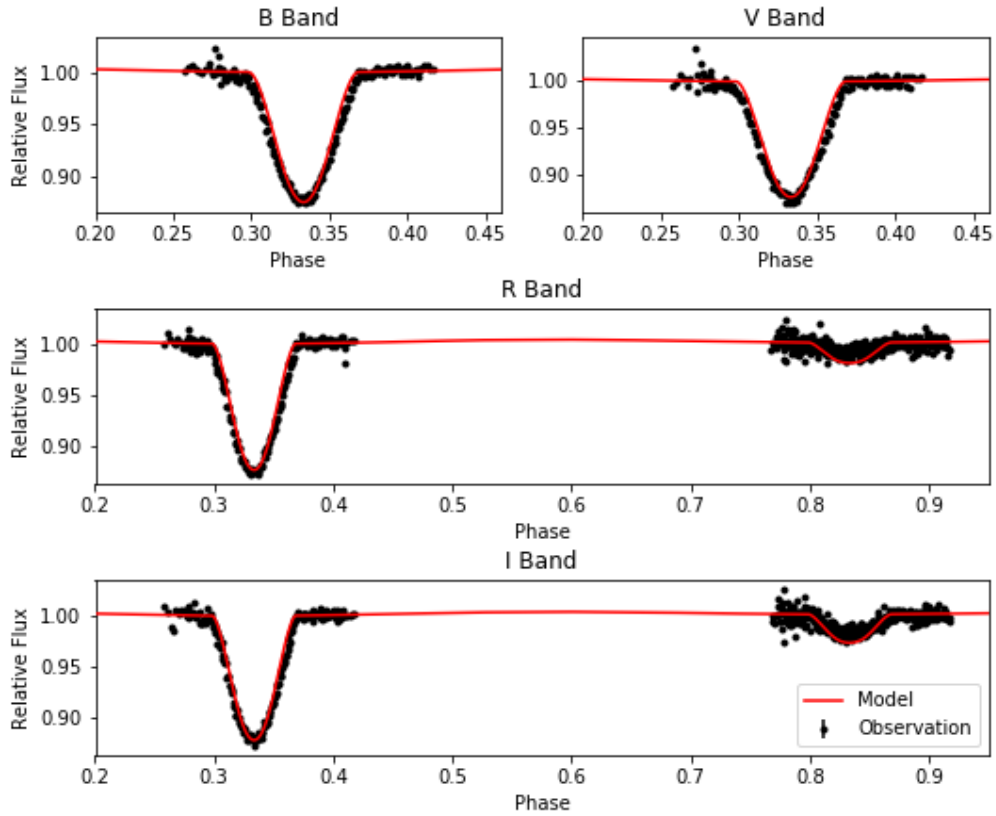 B Band
V Band
Relative Flux
1.00
0.95
0.90
1.00
0.95
0.90
0.20 0.25 0.30 0.35 0.40 0.45
0.20 0.25 0.30 0.35 0.40 0.45
Phase
Phase
R Band
Relative Flux
1.00
0.95
0.90
0.2 0.3 0.4 0.5 0.6 0.7 0.8 0.9
Phase
I Band
Relative Flux
1.00
0.95
0.90
Model
Observation
0.2 0.3 0.4 0.5 0.6 0.7 0.8 0.9
Phase